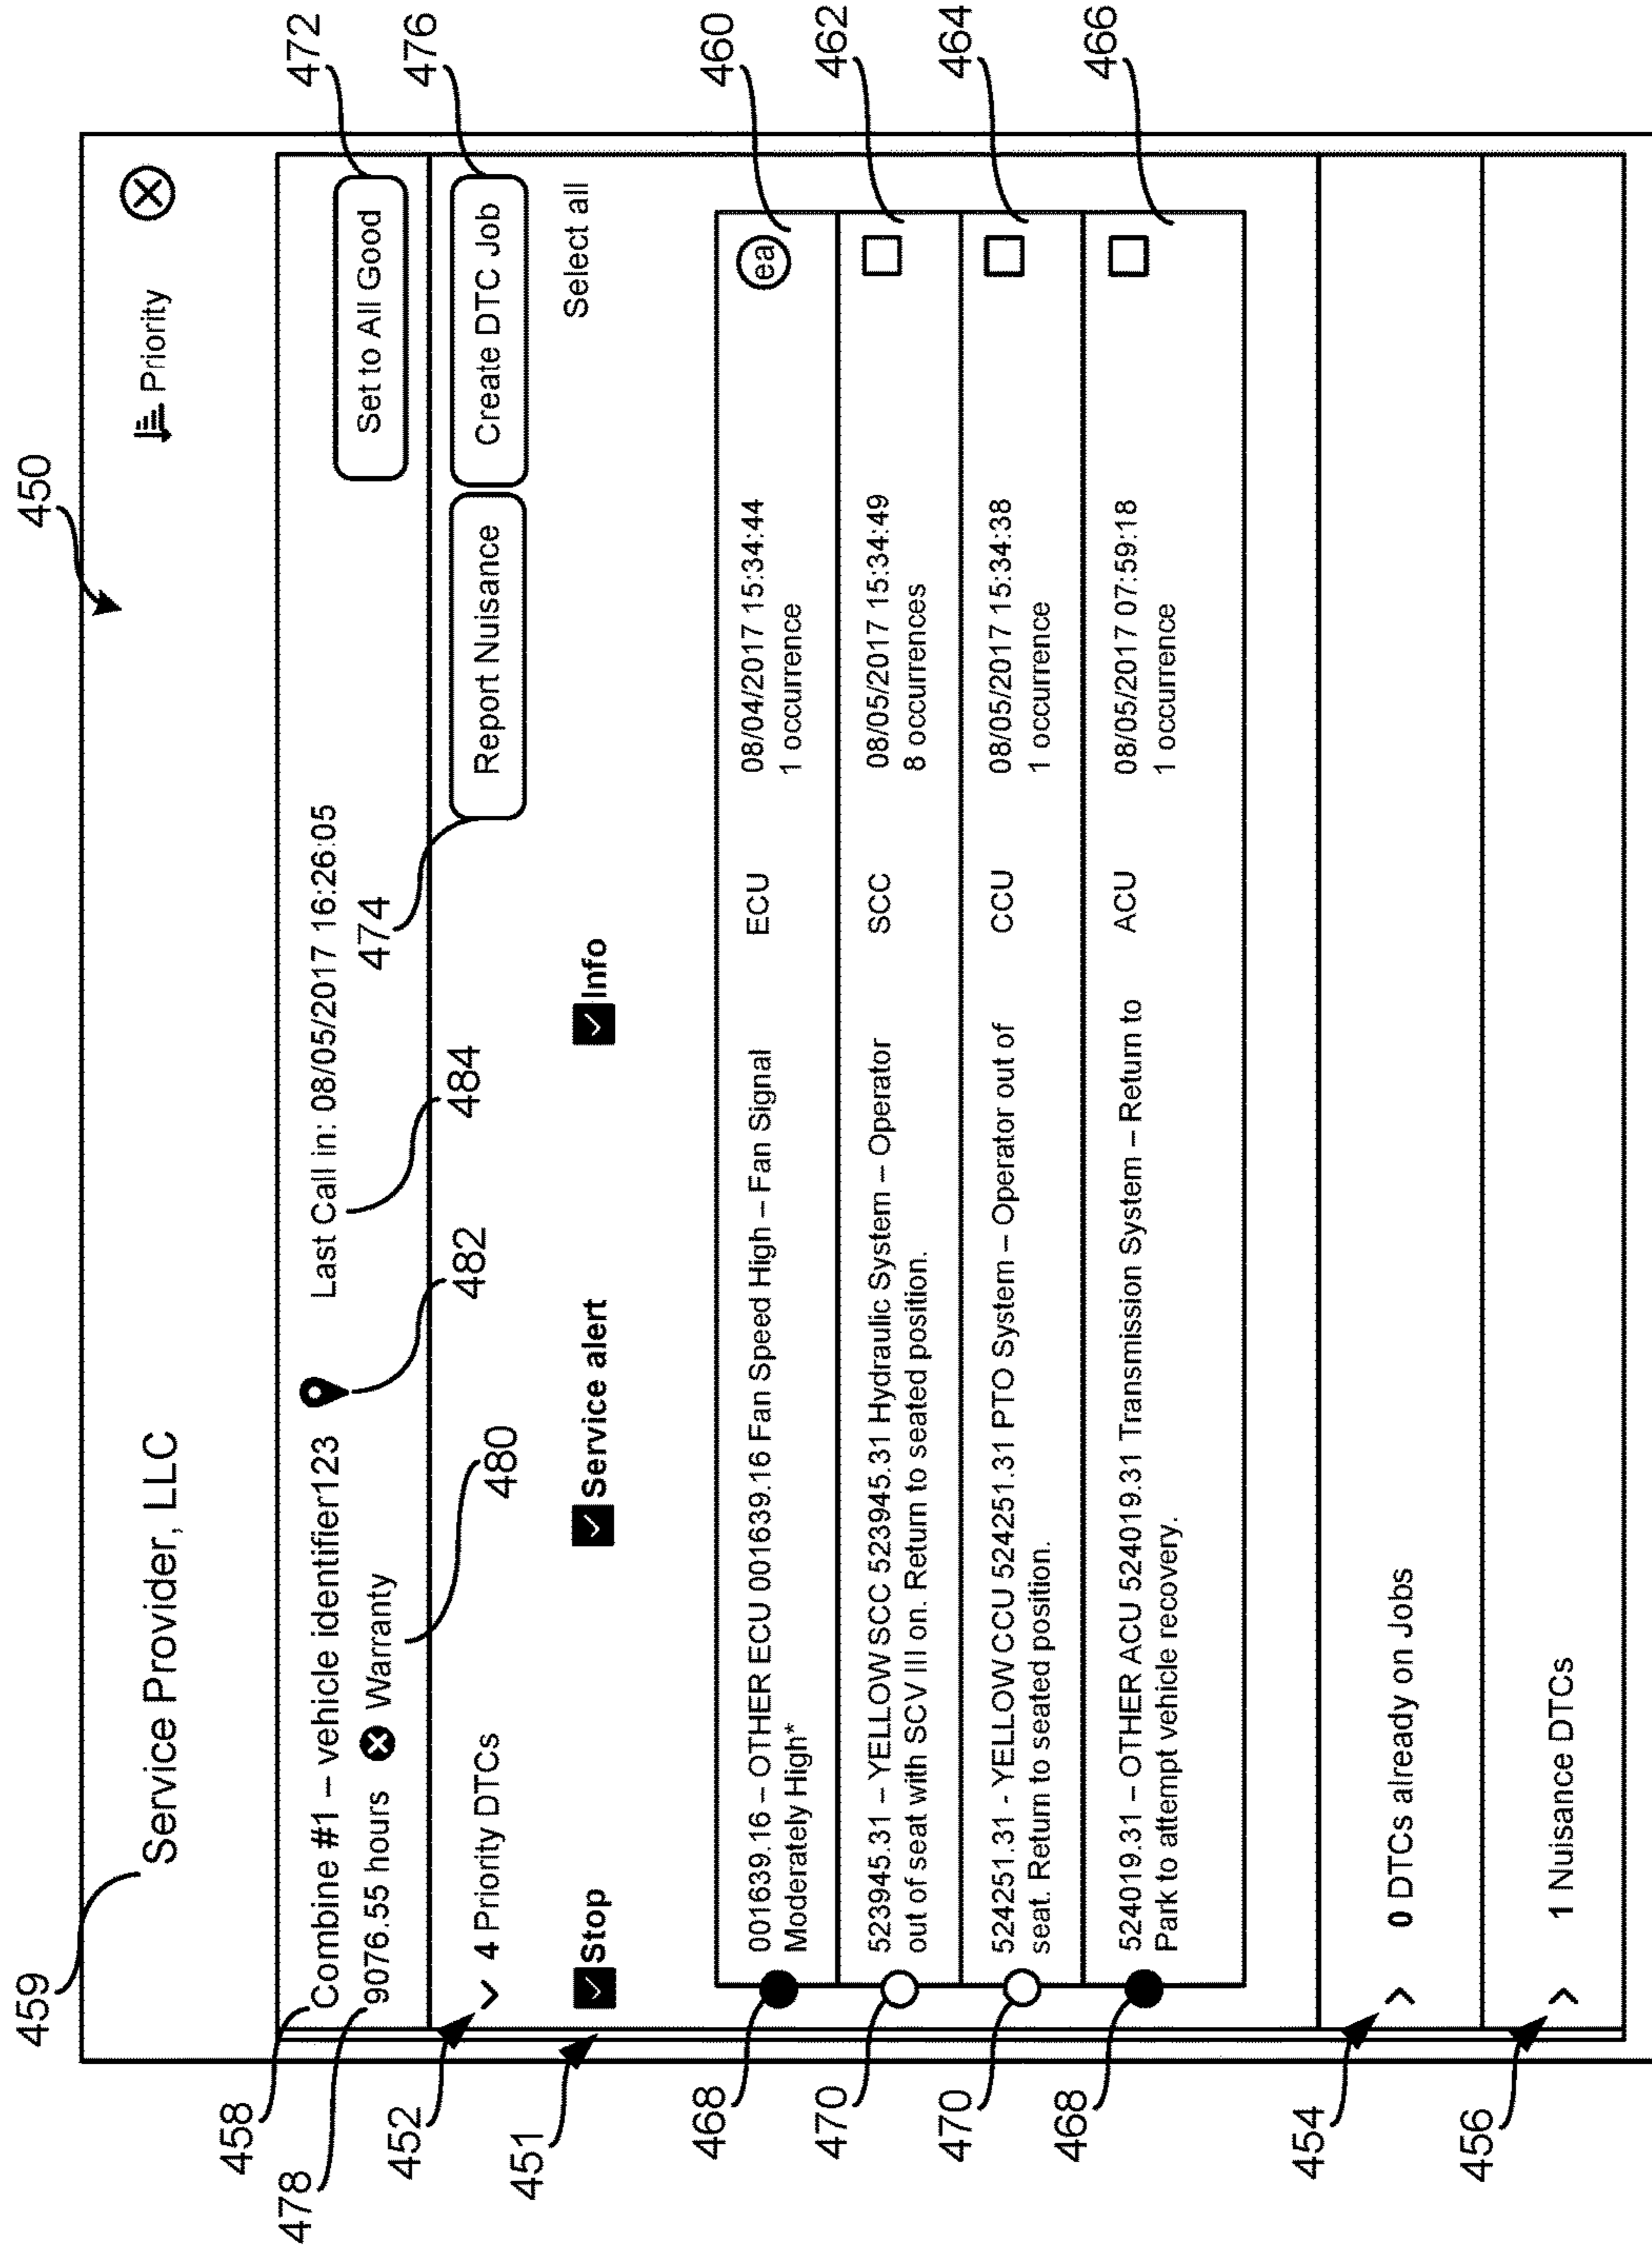 450
459
Service Provider, LLC
Priority
458
Combine #1 – vehicle identifier123
Last Call in: 08/05/2017 16:26:05
472
478
9076.55 hours
Warranty
Set to All Good
480
482
484
474
476
452
4 Priority DTCs
Report Nuisance
Create DTC Job
451
Stop
Service alert
Info
Select all
468
001639.16 – OTHER ECU 001639.16 Fan Speed High – Fan Signal
Moderately High*
ECU
08/04/2017 15:34:44
1 occurrence
ea
460
470
523945.31 – YELLOW SCC 523945.31 Hydraulic System – Operator
out of seat with SCV III on. Return to seated position.
SCC
08/05/2017 15:34:49
8 occurrences
462
470
524251.31 - YELLOW CCU 524251.31 PTO System – Operator out of
seat. Return to seated position.
CCU
08/05/2017 15:34:38
1 occurrence
464
468
524019.31 – OTHER ACU 524019.31 Transmission System – Return to
Park to attempt vehicle recovery.
ACU
08/05/2017 07:59:18
1 occurrence
466
454
0 DTCs already on Jobs
456
1 Nuisance DTCs